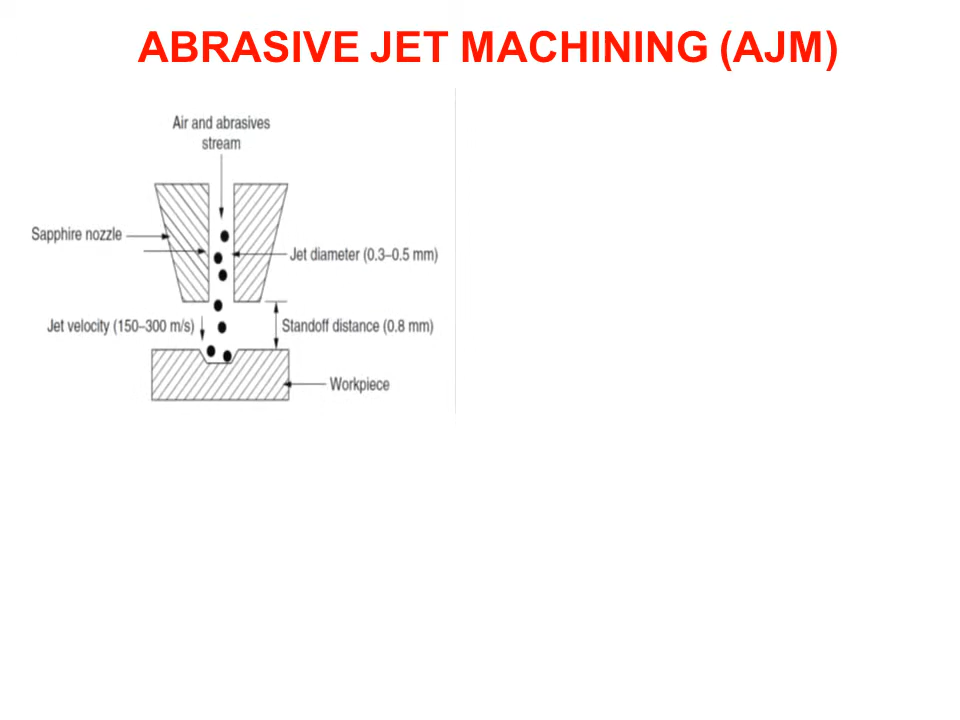 ABRASIVE JET MACHINING (AJM)
Air and abrasives
stream
Sapphire nozzle
Jet diameter (0.3–0.5 mm)
Jet velocity (150–300 m/s)
Standoff distance (0.8 mm)
Workpiece